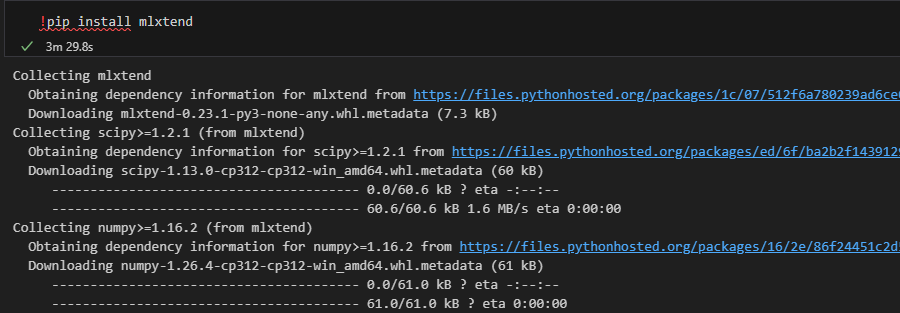 !pip install mlxtend
3m 29.8s
Collecting mlxtend
Obtaining dependency information for mlxtend from https://files.pythonhosted.org/packages/1c/07/512f6a780239ad6ce
Downloading mlxtend-0.23.1-py3-none-any.whl.metadata (7.3 kB)
Collecting scipy>=1.2.1 (from mlxtend)
Obtaining dependency information for scipy>=1.2.1 from https://files.pythonhosted.org/packages/ed/6f/ba2b2f143912
Downloading scipy-1.13.0-cp312-cp312-win_amd64.whl.metadata (60 kB)
---------------------------------------- 0.0/60.6 kB ? eta -:--:--
---------------------------------------- 60.6/60.6 kB 1.6 MB/s eta 0:00:00
Collecting numpy>=1.16.2 (from mlxtend)
Obtaining dependency information for numpy>=1.16.2 from https://files.pythonhosted.org/packages/16/2e/86f24451c2d
Downloading numpy-1.26.4-cp312-cp312-win_amd64.whl.metadata (61 kB)
---------------------------------------- 0.0/61.0 kB ? eta -:--:--
---------------------------------------- 61.0/61.0 kB ? eta 0:00:00